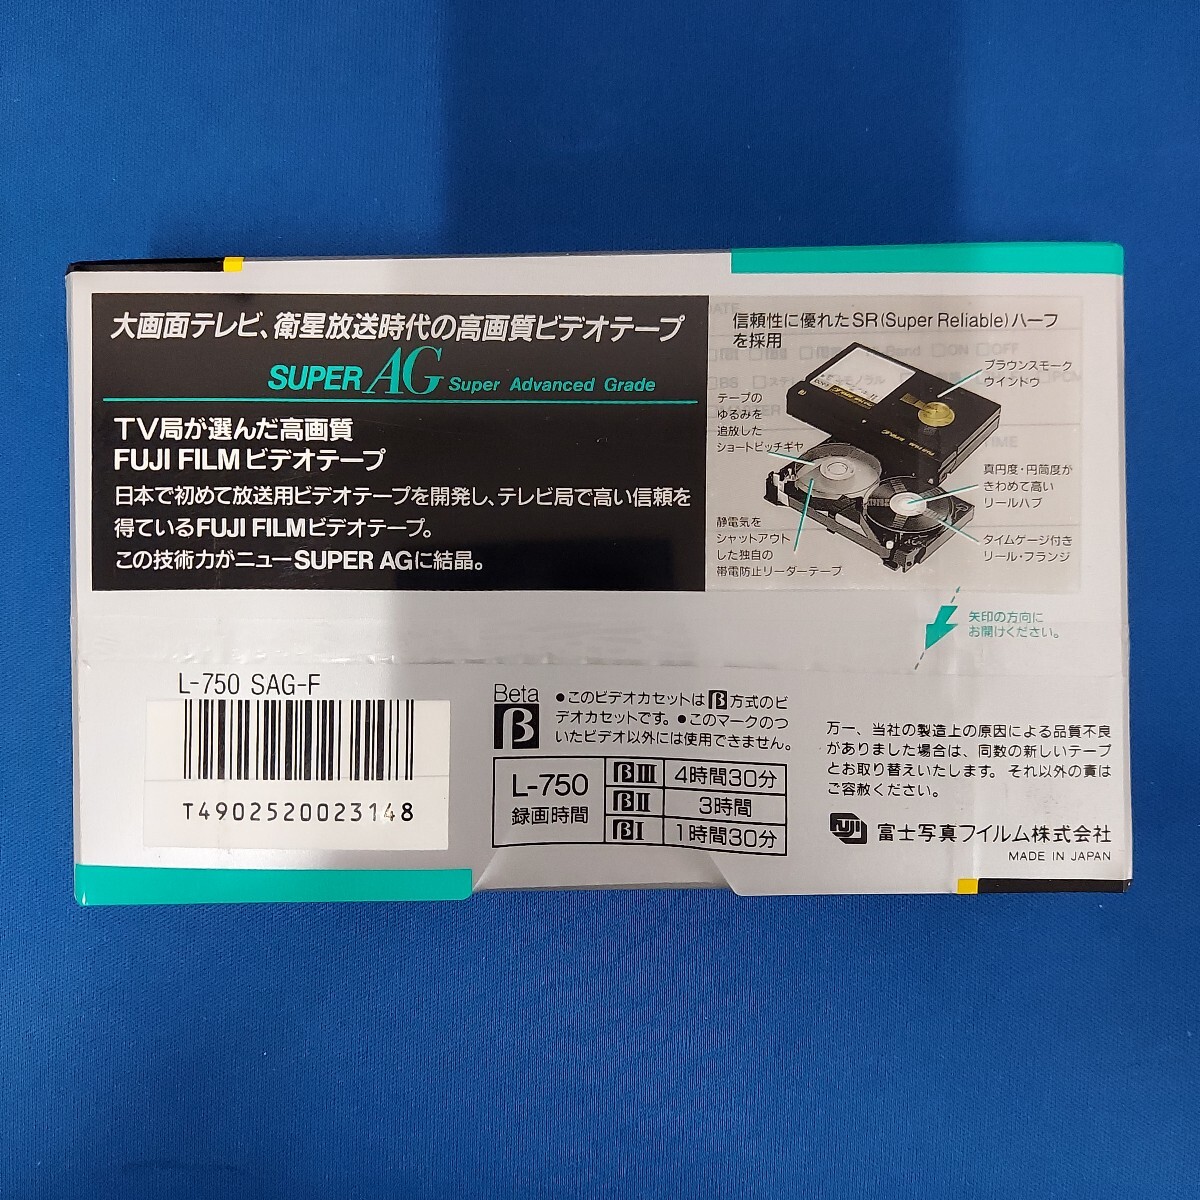 大画面テレビ、衛星放送時代の高画質ビデオテープ
SUPER AG Super Advanced Grade
TV局が選んだ高画質
FUJI FILM ビデオテープ
日本で初めて放送用ビデオテープを開発し、テレビ局で高い信頼を
得ているFUJI FILMビデオテープ。
この技術力がニューSUPER AGに結晶。
信頼性に優れたSR(Super Reliable)ハーフ
を採用
ブラウンスモーク
ウインドウ
テープの
ゆるみを
追放した
ショートピッチギヤ
真円度・円筒度が
きわめて高い
リールハブ
静電気を
シャットアウト
した独自の
帯電防止リーダーテープ
タイムゲージ付き
リール・フランジ
矢印の方向に
お開けください。
L-750 SAG-F
T4902520023148
Beta
β
●このビデオカセットはβ方式のビ
デオカセットです。●このマークのつ
いたビデオ以外には使用できません。
L-750
録画時間
βIII 4時間30分
βII 3時間
βI 1時間30分
万一、当社の製造上の原因による品質不良
がありました場合は、同数の新しいテープ
とお取り替えいたします。それ以外の責は
ご容赦ください。
FUJI 富士写真フイルム株式会社
MADE IN JAPAN